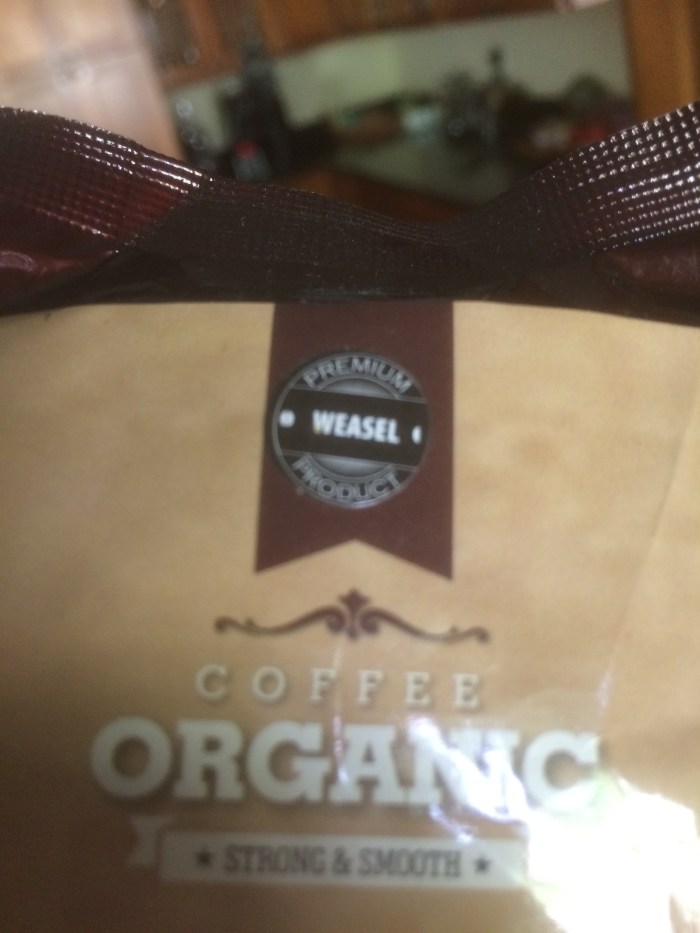 PREMIUM
WEASEL
PRODUCT
COFFEE
ORGANIC
STRONG & SMOOTH